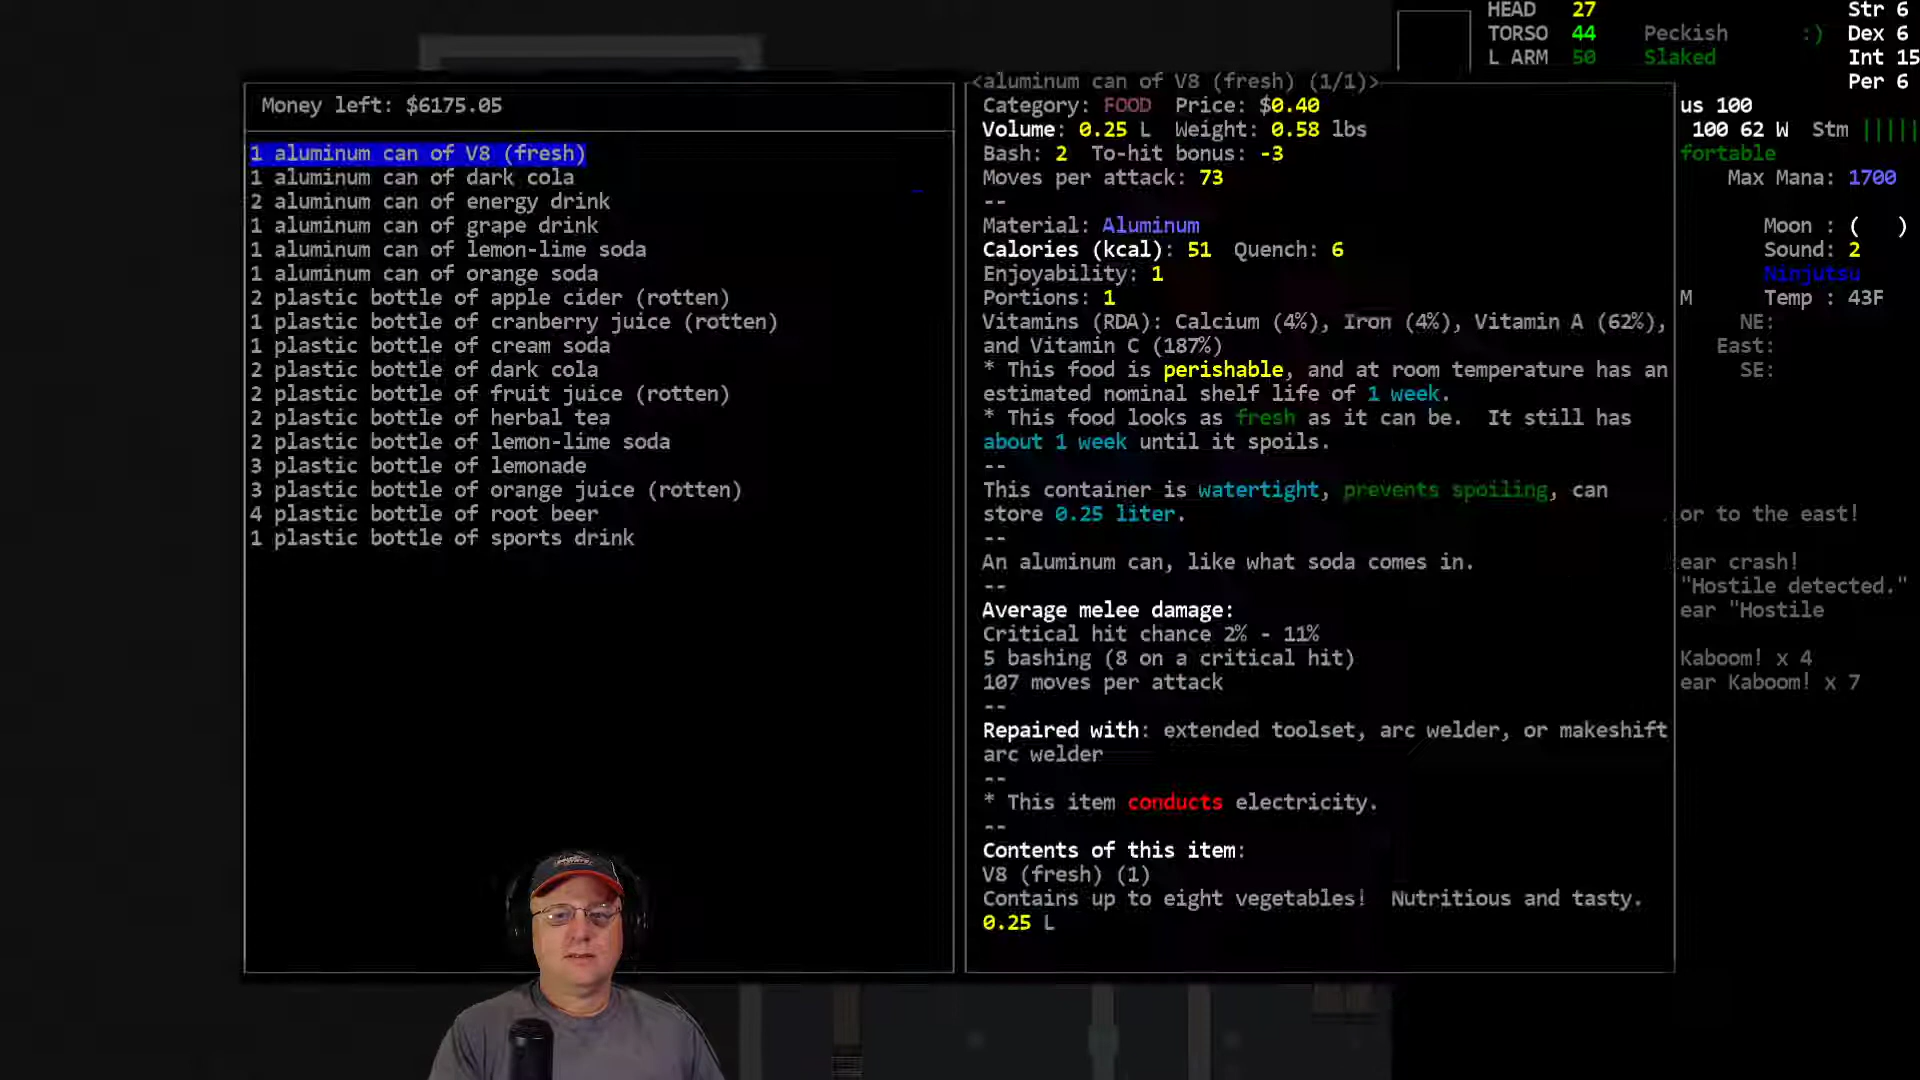 HEAD 27 Str 6
TORSO 44 Peckish :) Dex 6
L ARM 50 Slaked Int 15
Per 6
<aluminum can of V8 (fresh) (1/1)>
Money left: $6175.05
1 aluminum can of V8 (fresh)
1 aluminum can of dark cola
2 aluminum can of energy drink
1 aluminum can of grape drink
1 aluminum can of lemon-lime soda
1 aluminum can of orange soda
2 plastic bottle of apple cider (rotten)
1 plastic bottle of cranberry juice (rotten)
1 plastic bottle of cream soda
2 plastic bottle of dark cola
2 plastic bottle of fruit juice (rotten)
2 plastic bottle of herbal tea
2 plastic bottle of lemon-lime soda
3 plastic bottle of lemonade
3 plastic bottle of orange juice (rotten)
4 plastic bottle of root beer
1 plastic bottle of sports drink
Category: FOOD Price: $0.40
Volume: 0.25 L Weight: 0.58 lbs
Bash: 2 To-hit bonus: -3
Moves per attack: 73
--
Material: Aluminum
Calories (kcal): 51 Quench: 6
Enjoyability: 1
Portions: 1
Vitamins (RDA): Calcium (4%), Iron (4%), Vitamin A (62%),
and Vitamin C (187%)
* This food is perishable, and at room temperature has an
estimated nominal shelf life of 1 week.
* This food looks as fresh as it can be. It still has
about 1 week until it spoils.
--
This container is watertight, prevents spoiling, can
store 0.25 liter.
--
An aluminum can, like what soda comes in.
--
Average melee damage:
Critical hit chance 2% - 11%
5 bashing (8 on a critical hit)
107 moves per attack
--
Repaired with: extended toolset, arc welder, or makeshift
arc welder
--
* This item conducts electricity.
--
Contents of this item:
V8 (fresh) (1)
Contains up to eight vegetables! Nutritious and tasty.
0.25 L
us 100
100 62 W Stm |||||
fortable
Max Mana: 1700
Moon : ( )
Sound: 2
Ninjutsu
M Temp : 43F
NE:
East:
SE:
or to the east!
ear crash!
"Hostile detected."
ear "Hostile
Kaboom! x 4
ear Kaboom! x 7